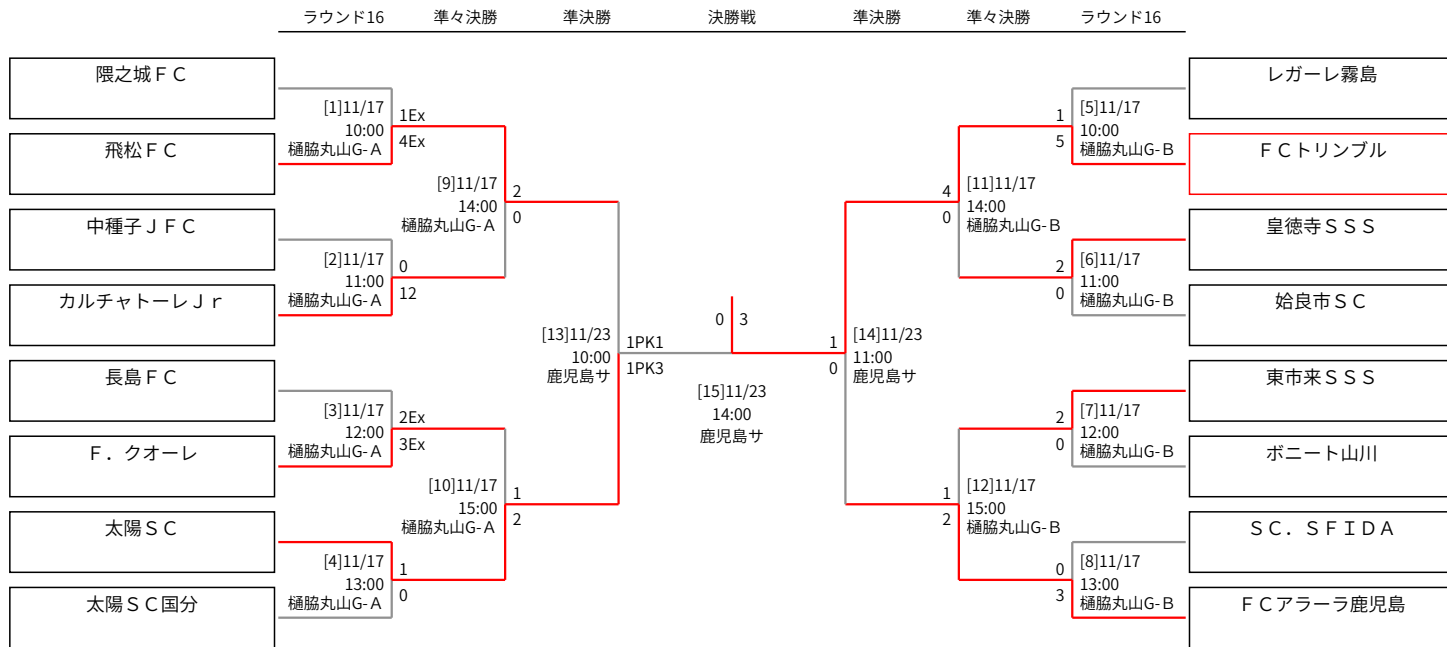 ラウンド16 準々決勝 準決勝 決勝戦 準決勝 準々決勝 ラウンド16
隈之城ＦＣ
飛松ＦＣ
中種子ＪＦＣ
カルチャトーレＪｒ
長島ＦＣ
Ｆ．クオーレ
太陽ＳＣ
太陽ＳＣ国分
[1]11/17
10:00
樋脇丸山G-Ａ
1Ex
4Ex
[2]11/17
11:00
樋脇丸山G-Ａ
0
12
[3]11/17
12:00
樋脇丸山G-Ａ
2Ex
3Ex
[4]11/17
13:00
樋脇丸山G-Ａ
1
0
[9]11/17
14:00
樋脇丸山G-Ａ
2
0
[10]11/17
15:00
樋脇丸山G-Ａ
1
2
[13]11/23
10:00
鹿児島サ
1PK1
1PK3
0 3
[15]11/23
14:00
鹿児島サ
1
0
[14]11/23
11:00
鹿児島サ
4
0
[11]11/17
14:00
樋脇丸山G-Ｂ
1
2
[12]11/17
15:00
樋脇丸山G-Ｂ
1
5
[5]11/17
10:00
樋脇丸山G-Ｂ
2
0
[6]11/17
11:00
樋脇丸山G-Ｂ
2
0
[7]11/17
12:00
樋脇丸山G-Ｂ
0
3
[8]11/17
13:00
樋脇丸山G-Ｂ
レガーレ霧島
ＦＣトリンブル
皇徳寺ＳＳＳ
姶良市ＳＣ
東市来ＳＳＳ
ボニート山川
ＳＣ．ＳＦＩＤＡ
ＦＣアラーラ鹿児島